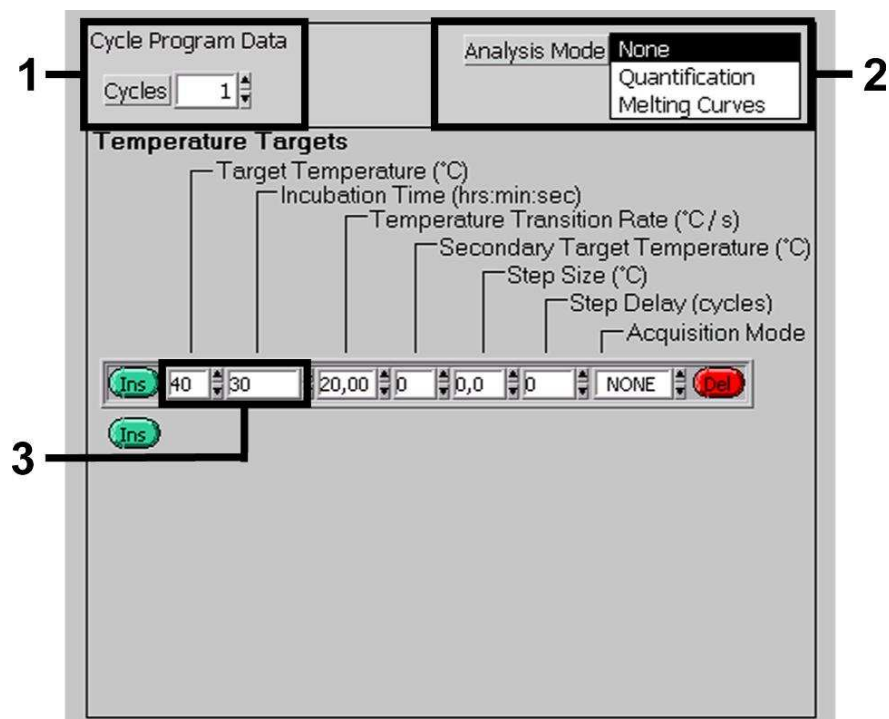 Cycle Program Data
Cycles 1
Analysis Mode None
Quantification
Melting Curves
1
2
Temperature Targets
Target Temperature (°C)
Incubation Time (hrs:min:sec)
Temperature Transition Rate (°C / s)
Secondary Target Temperature (°C)
Step Size (°C)
Step Delay (cycles)
Acquisition Mode
Ins 40 30 20,00 0 0,0 0 NONE Del
Ins
3